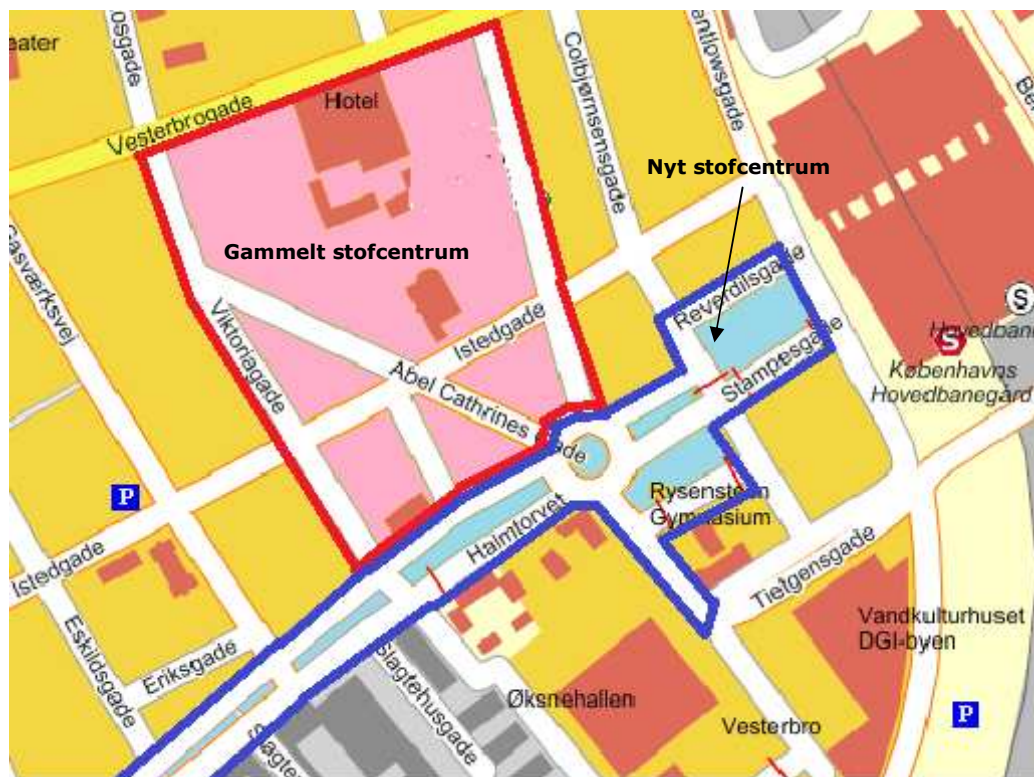 eater
Vesterbrogade
Hotel
Colbjørnsensgade
Nyt stofcentrum
Gammelt stofcentrum
Gasværksvej
Viktoriagade
Istedgade
Abel Cathrines Gade
Reverdilsgade
Stampesgade
S
S
Københavns
Hovedbanegård
P
Halmtorvet
Rysensteen
Gymnasium
Istedgade
Tietgensgade
Eskildsgade
Eriksgade
Slagtehusgade
Øksnehallen
Vandkulturhuset
DGI-byen
P
Vesterbro